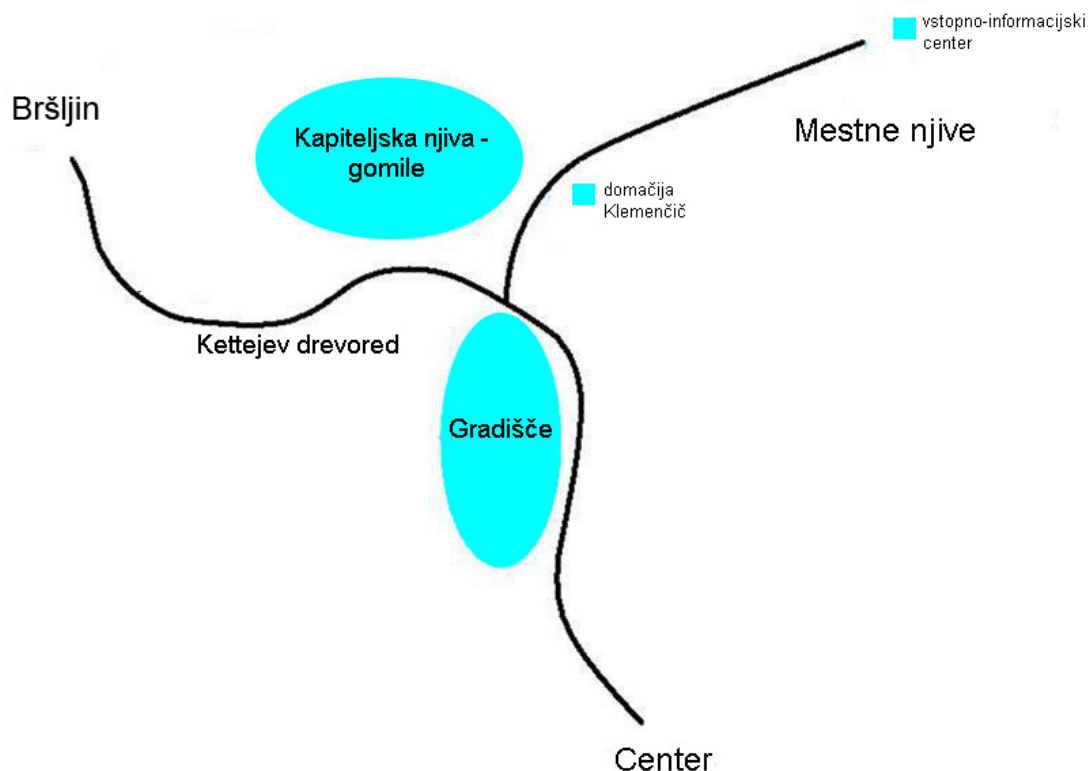 vstopno-informacijski
center
Bršljin
Mestne njive
Kapiteljska njiva -
gomile
domačija
Klemenčič
Kettejev drevored
Gradišče
Center